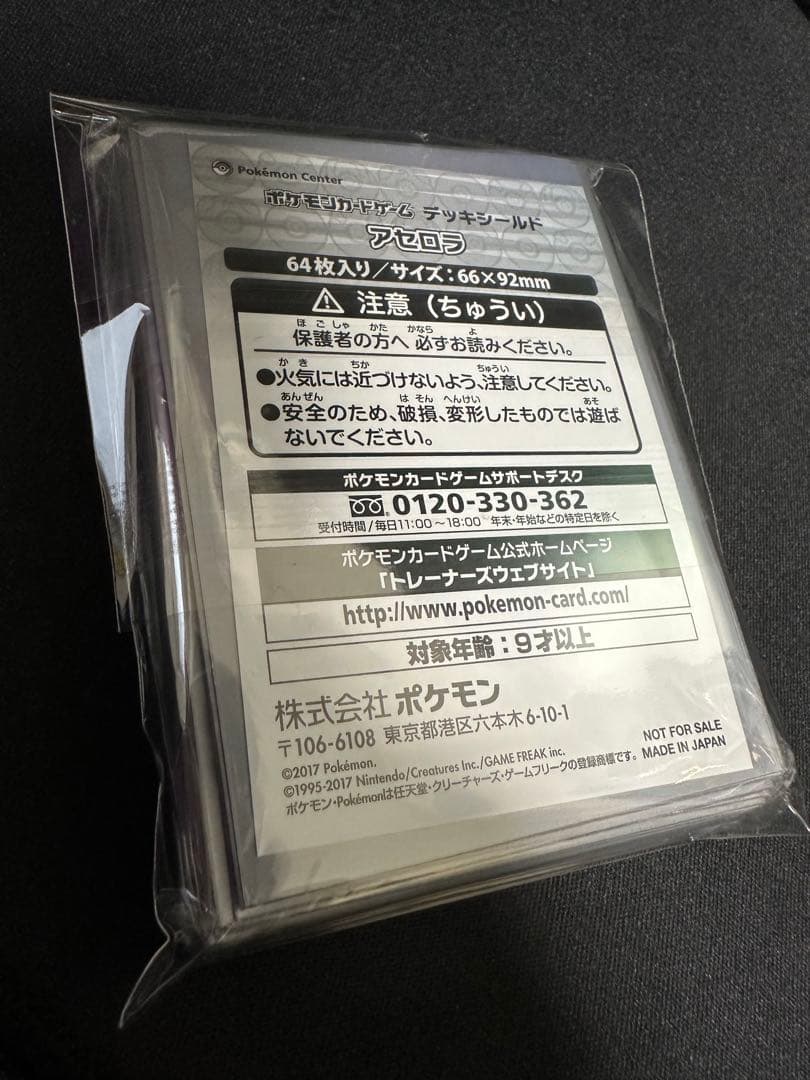 Pokémon Center
ポケモンカードゲーム デッキシールド
アセロラ
64枚入り／サイズ：66×92mm
注意（ちゅうい）
ほごしゃ かた かなら よ
保護者の方へ 必ずお読みください。
かき ちか ちゅうい
●火気には近づけないよう、注意してください。
あんぜん はそん へんけい あそ
●安全のため、破損、変形したものでは遊ば
ないでください。
ポケモンカードゲームサポートデスク
0120-330-362
受付時間/毎日11:00～18:00 年末・年始などの特定日を除く
ポケモンカードゲーム公式ホームページ
「トレーナーズウェブサイト」
http://www.pokemon-card.com/
対象年齢：9才以上
株式会社 ポケモン
〒106-6108 東京都港区六本木6-10-1
©2017 Pokémon.
©1995-2017 Nintendo/Creatures Inc./GAME FREAK inc.
ポケモン・Pokémonは任天堂・クリーチャーズ・ゲームフリークの登録商標です。
NOT FOR SALE
MADE IN JAPAN